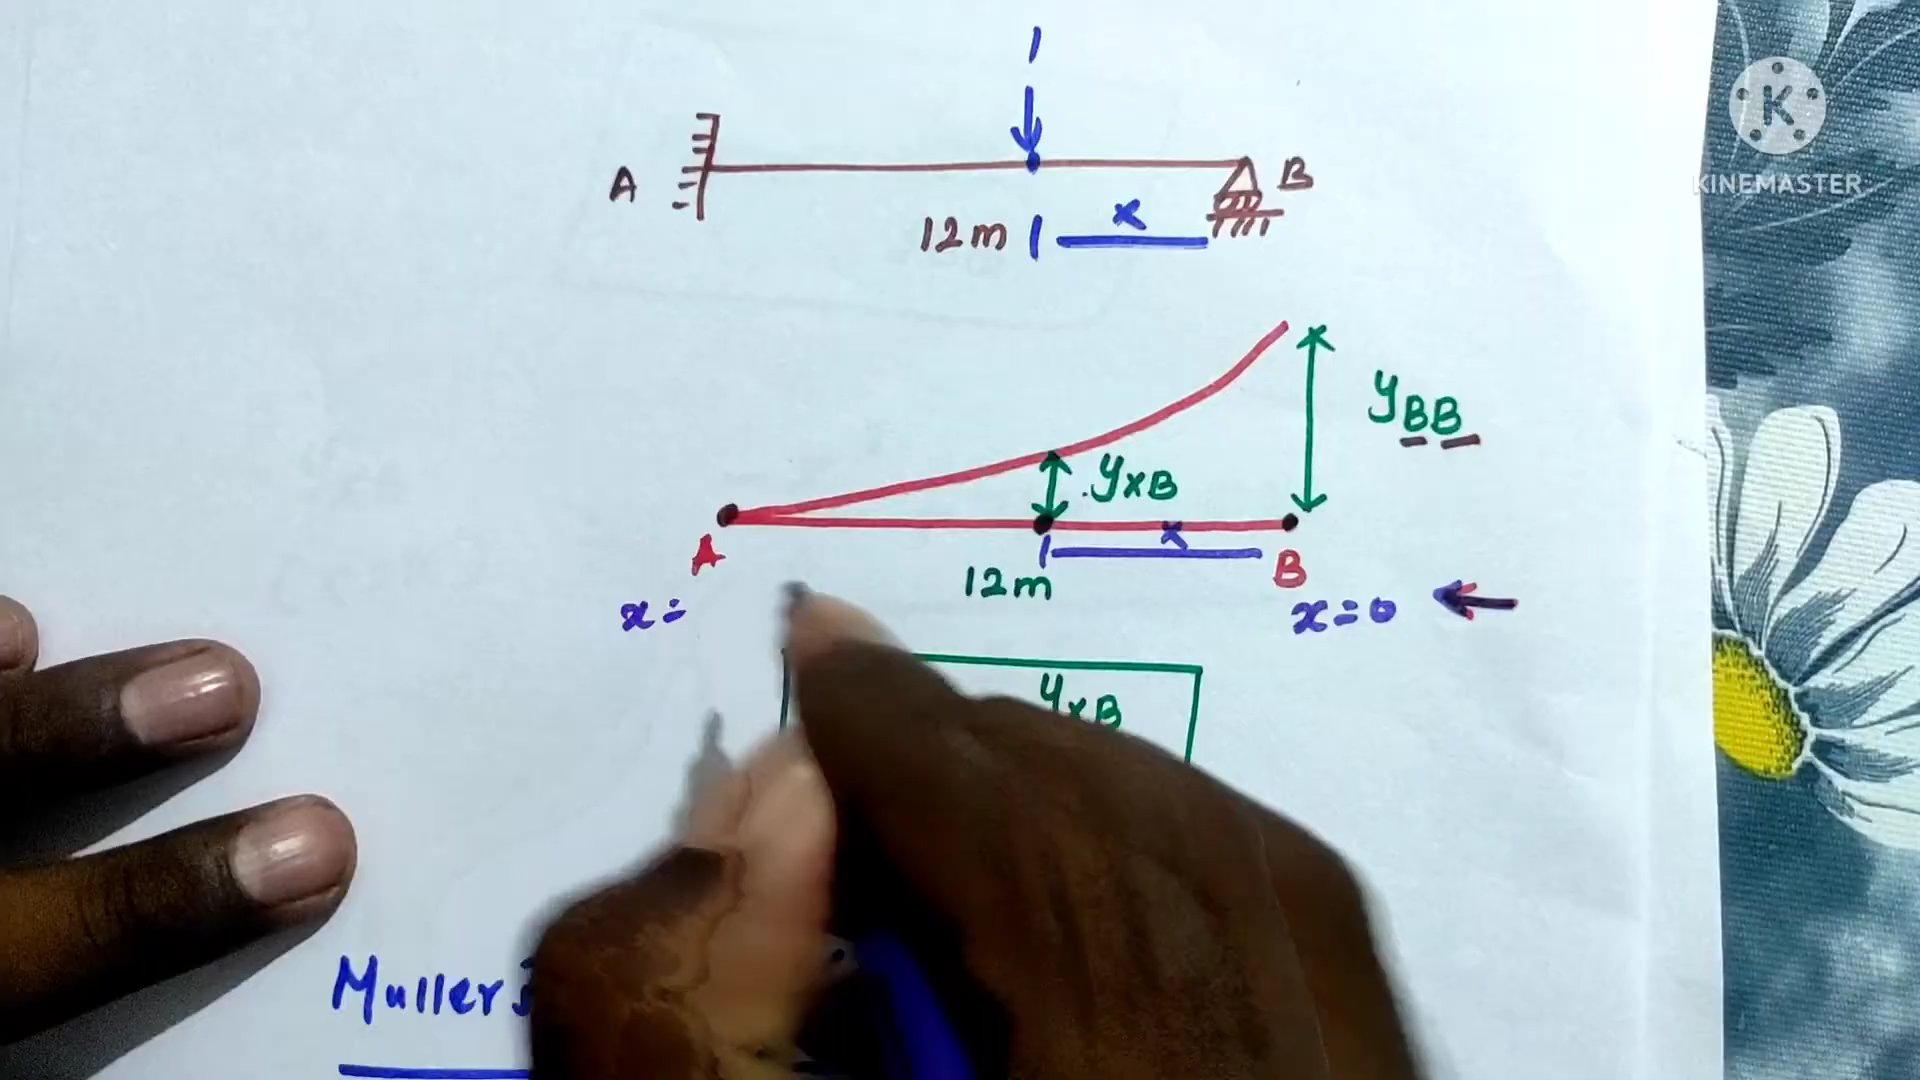 1
A
B
x
12m
yBB
yxB
x
A
B
12m
x=
x=0
yxB
Muller
K
KINEMASTER